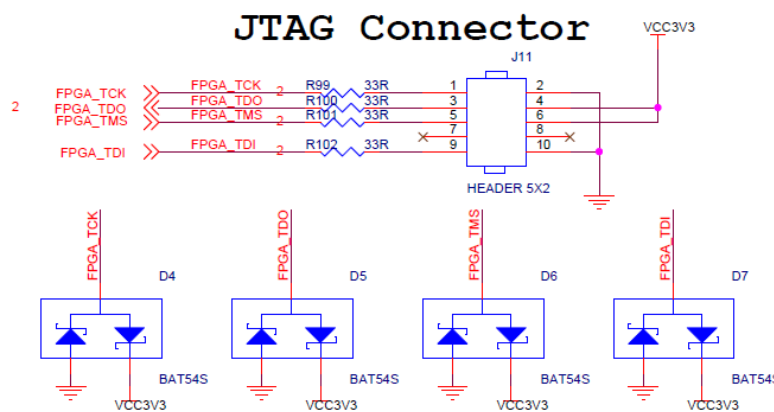 JTAG Connector
VCC3V3
J11
FPGA_TCK FPGA_TCK 2 R99 33R 1 2
2 FPGA_TDO FPGA_TDO R100 33R 3 4
FPGA_TMS FPGA_TMS 2 R101 33R 5 6
7 8
FPGA_TDI FPGA_TDI 2 R102 33R 9 10
HEADER 5X2
FPGA_TCK FPGA_TDO FPGA_TMS FPGA_TDI
D4 D5 D6 D7
BAT54S BAT54S BAT54S BAT54S
VCC3V3 VCC3V3 VCC3V3 VCC3V3